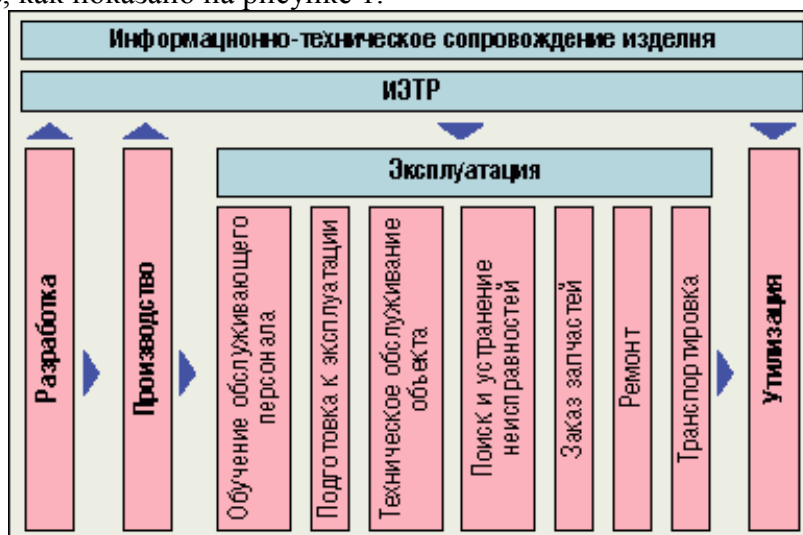 , как показано на рисунке 1.
Информационно-техническое сопровождение изделия
ИЭТР
Эксплуатация
Разработка
Производство
Обучение обслуживающего
персонала
Подготовка к эксплуатации
Техническое обслуживание
объекта
Поиск и устранение
неисправностей
Заказ запчастей
Ремонт
Транспортировка
Утилизация